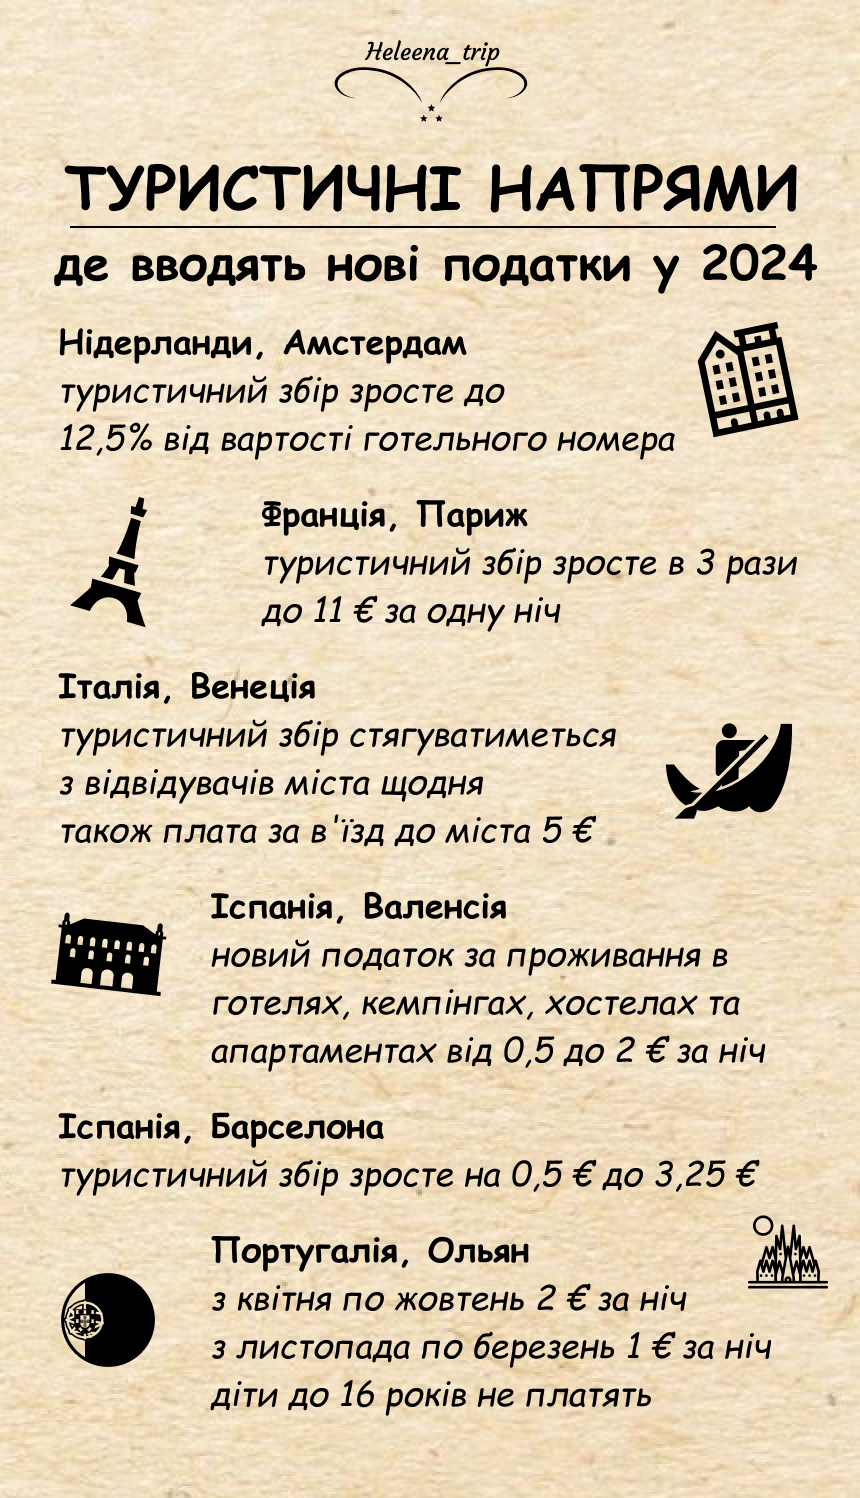 Heleena_trip
ТУРИСТИЧНІ НАПРЯМИ
де вводять нові податки у 2024
Нідерланди, Амстердам
туристичний збір зросте до
12,5% від вартості готельного номера
Франція, Париж
туристичний збір зросте в 3 рази
до 11 € за одну ніч
Італія, Венеція
туристичний збір стягуватиметься
з відвідувачів міста щодня
також плата за в'їзд до міста 5 €
Іспанія, Валенсія
новий податок за проживання в
готелях, кемпінгах, хостелах та
апартаментах від 0,5 до 2 € за ніч
Іспанія, Барселона
туристичний збір зросте на 0,5 € до 3,25 €
Португалія, Ольян
з квітня по жовтень 2 € за ніч
з листопада по березень 1 € за ніч
діти до 16 років не платять